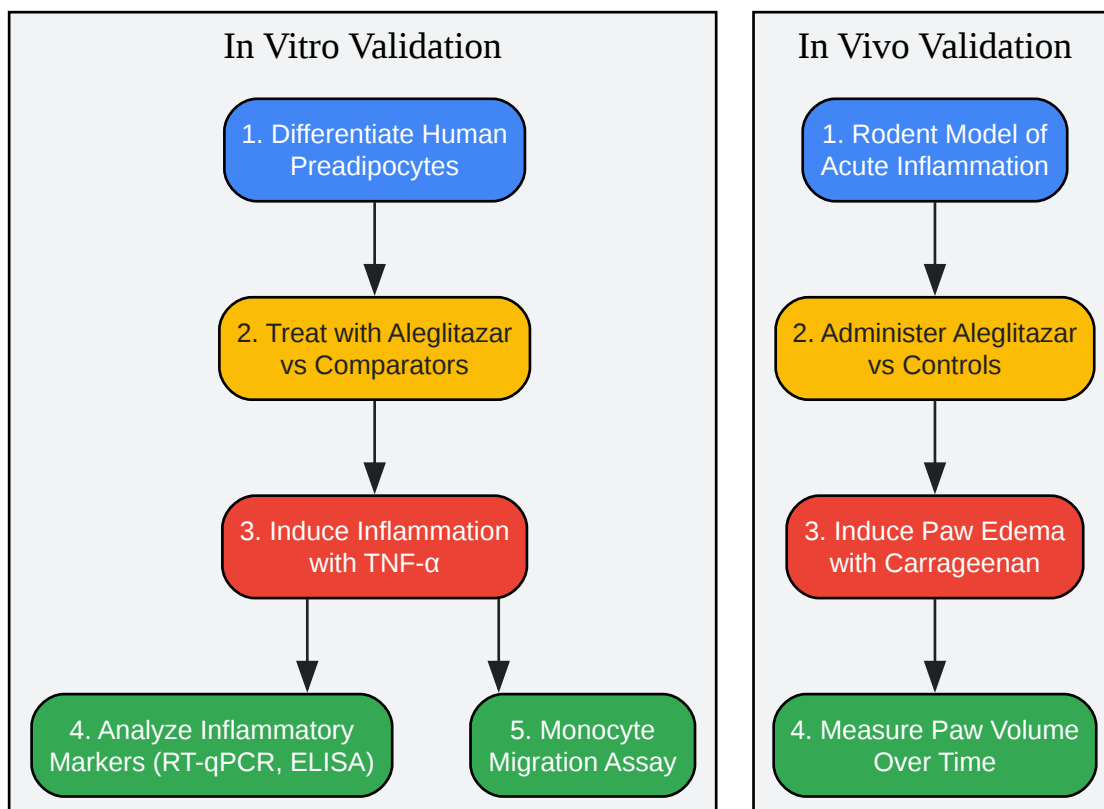 In Vitro Validation
1. Differentiate Human
Preadipocytes
2. Treat with Aleglitazar
vs Comparators
3. Induce Inflammation
with TNF-α
4. Analyze Inflammatory
Markers (RT-qPCR, ELISA)
5. Monocyte
Migration Assay
In Vivo Validation
1. Rodent Model of
Acute Inflammation
2. Administer Aleglitazar
vs Controls
3. Induce Paw Edema
with Carrageenan
4. Measure Paw Volume
Over Time